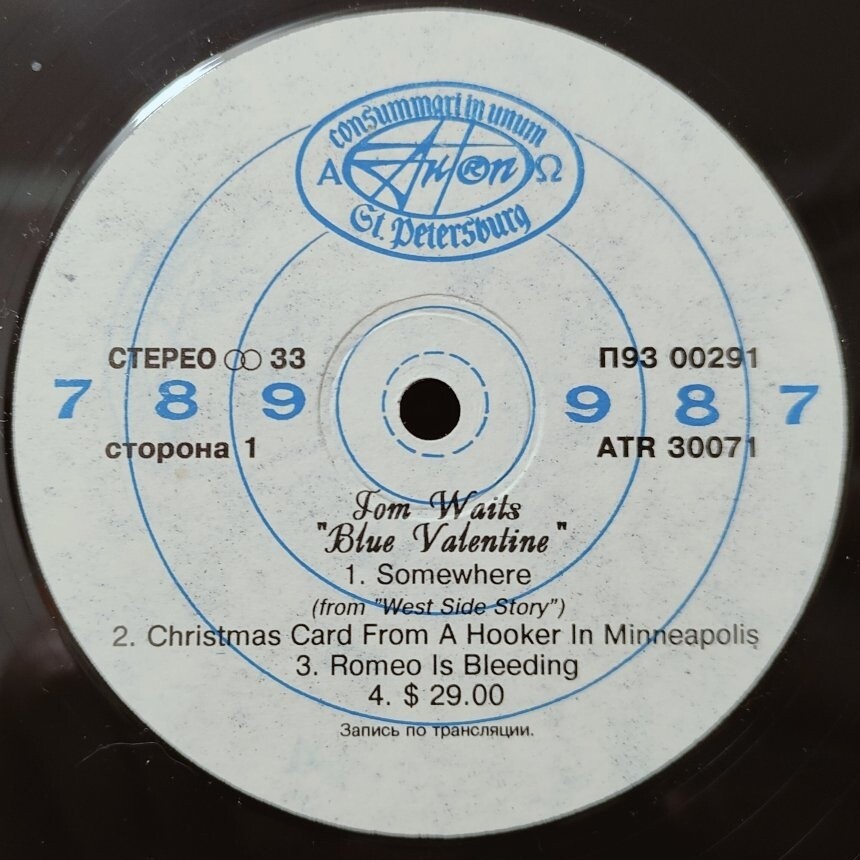 consummari in unum
Α AnTRon Ω
St. Petersburg
СТЕРЕО 33
П93 00291
7 8 9
9 8 7
сторона 1
ATR 30071
Tom Waits
"Blue Valentine"
1. Somewhere
(from "West Side Story")
2. Christmas Card From A Hooker In Minneapolis
3. Romeo Is Bleeding
4. $ 29.00
Запись по трансляции.